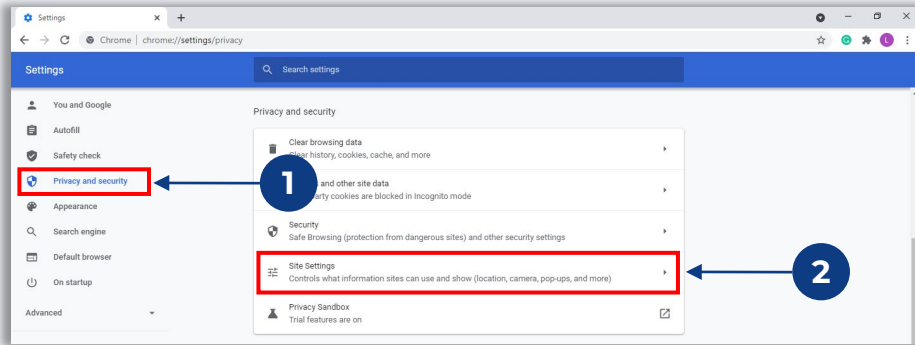 Settings
Chrome | chrome://settings/privacy
L
Settings
Search settings
You and Google
Autofill
Safety check
Privacy and security
Appearance
Search engine
Default browser
On startup
Advanced
Privacy and security
Clear browsing data
Clear history, cookies, cache, and more
and other site data
party cookies are blocked in Incognito mode
Security
Safe Browsing (protection from dangerous sites) and other security settings
Site Settings
Controls what information sites can use and show (location, camera, pop-ups, and more)
Privacy Sandbox
Trial features are on
1
2